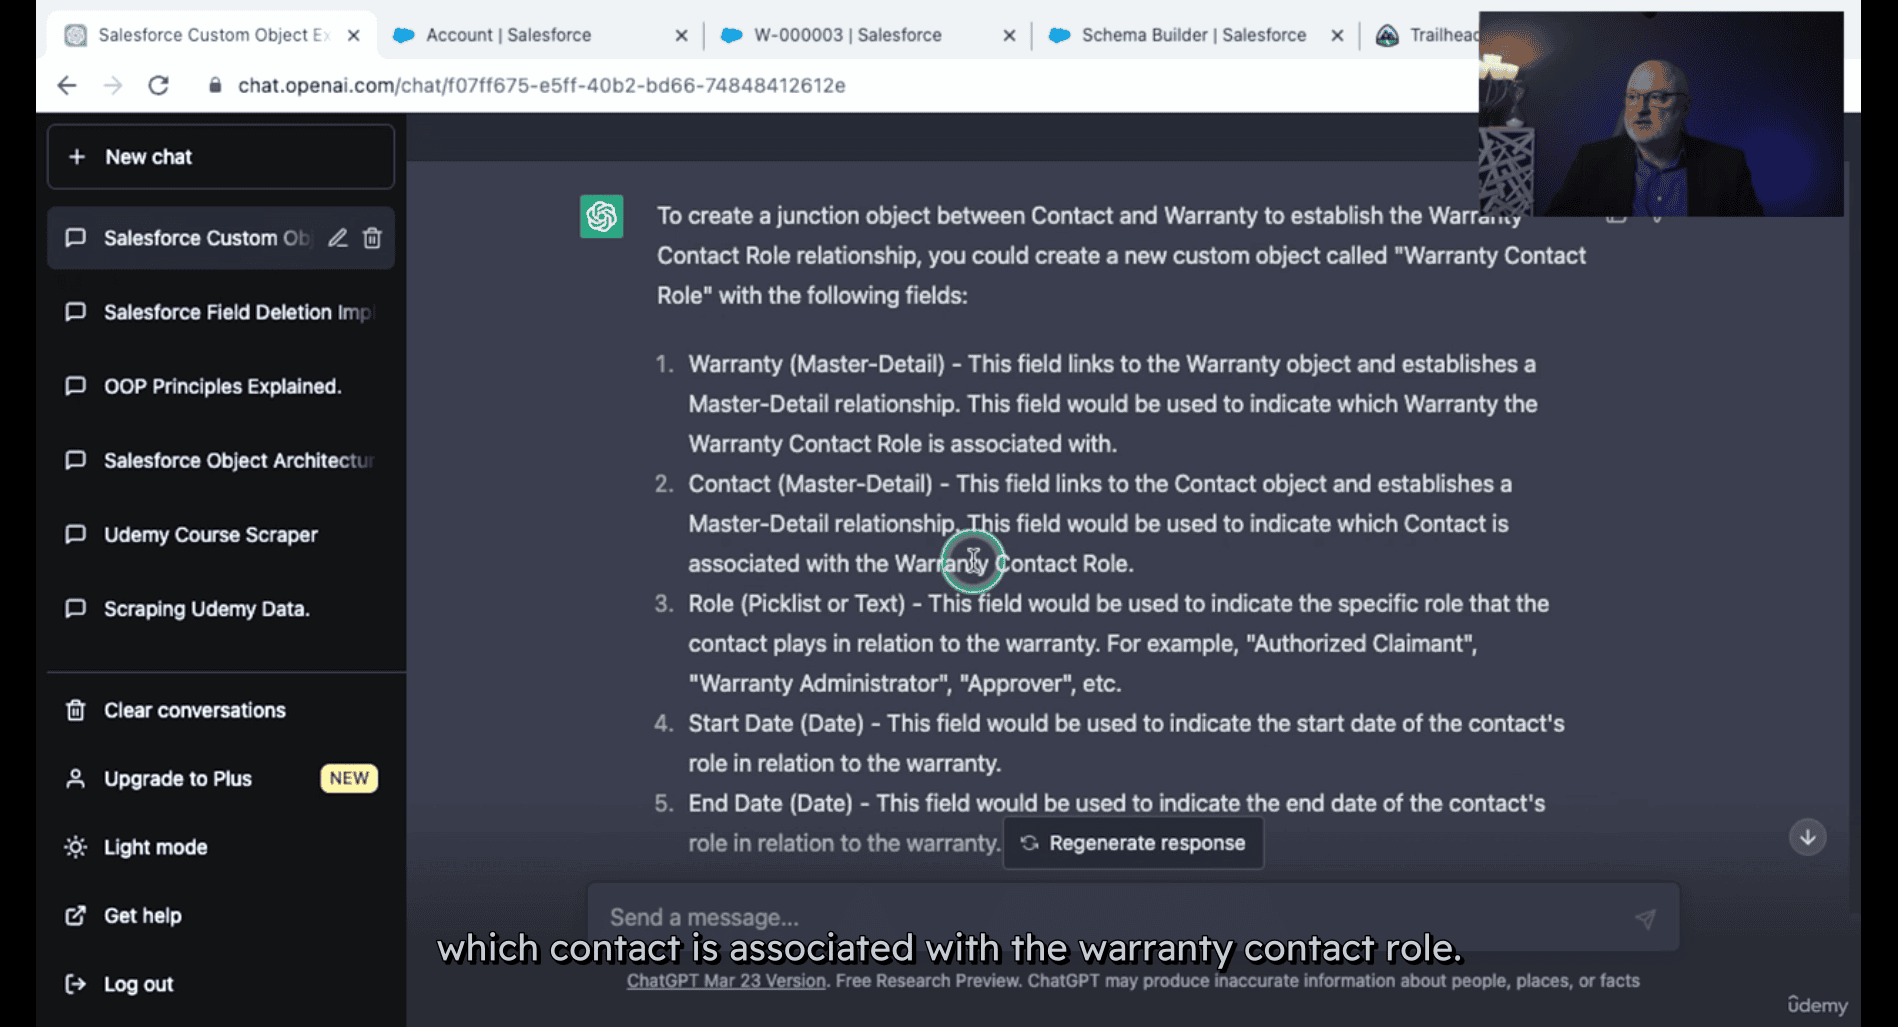 Salesforce Custom Object Ex
Account | Salesforce
W-000003 | Salesforce
Schema Builder | Salesforce
Trailhead
chat.openai.com/chat/f07ff675-e5ff-40b2-bd66-74848412612e
New chat
Salesforce Custom Obj
Salesforce Field Deletion Imp
OOP Principles Explained.
Salesforce Object Architectur
Udemy Course Scraper
Scraping Udemy Data.
Clear conversations
Upgrade to Plus NEW
Light mode
Get help
Log out
To create a junction object between Contact and Warranty to establish the Warranty
Contact Role relationship, you could create a new custom object called "Warranty Contact
Role" with the following fields:
1. Warranty (Master-Detail) - This field links to the Warranty object and establishes a
Master-Detail relationship. This field would be used to indicate which Warranty the
Warranty Contact Role is associated with.
2. Contact (Master-Detail) - This field links to the Contact object and establishes a
Master-Detail relationship. This field would be used to indicate which Contact is
associated with the Warranty Contact Role.
3. Role (Picklist or Text) - This field would be used to indicate the specific role that the
contact plays in relation to the warranty. For example, "Authorized Claimant",
"Warranty Administrator", "Approver", etc.
4. Start Date (Date) - This field would be used to indicate the start date of the contact's
role in relation to the warranty.
5. End Date (Date) - This field would be used to indicate the end date of the contact's
role in relation to the warranty.
Regenerate response
Send a message...
which contact is associated with the warranty contact role.
ChatGPT Mar 23 Version. Free Research Preview. ChatGPT may produce inaccurate information about people, places, or facts
ûdemy